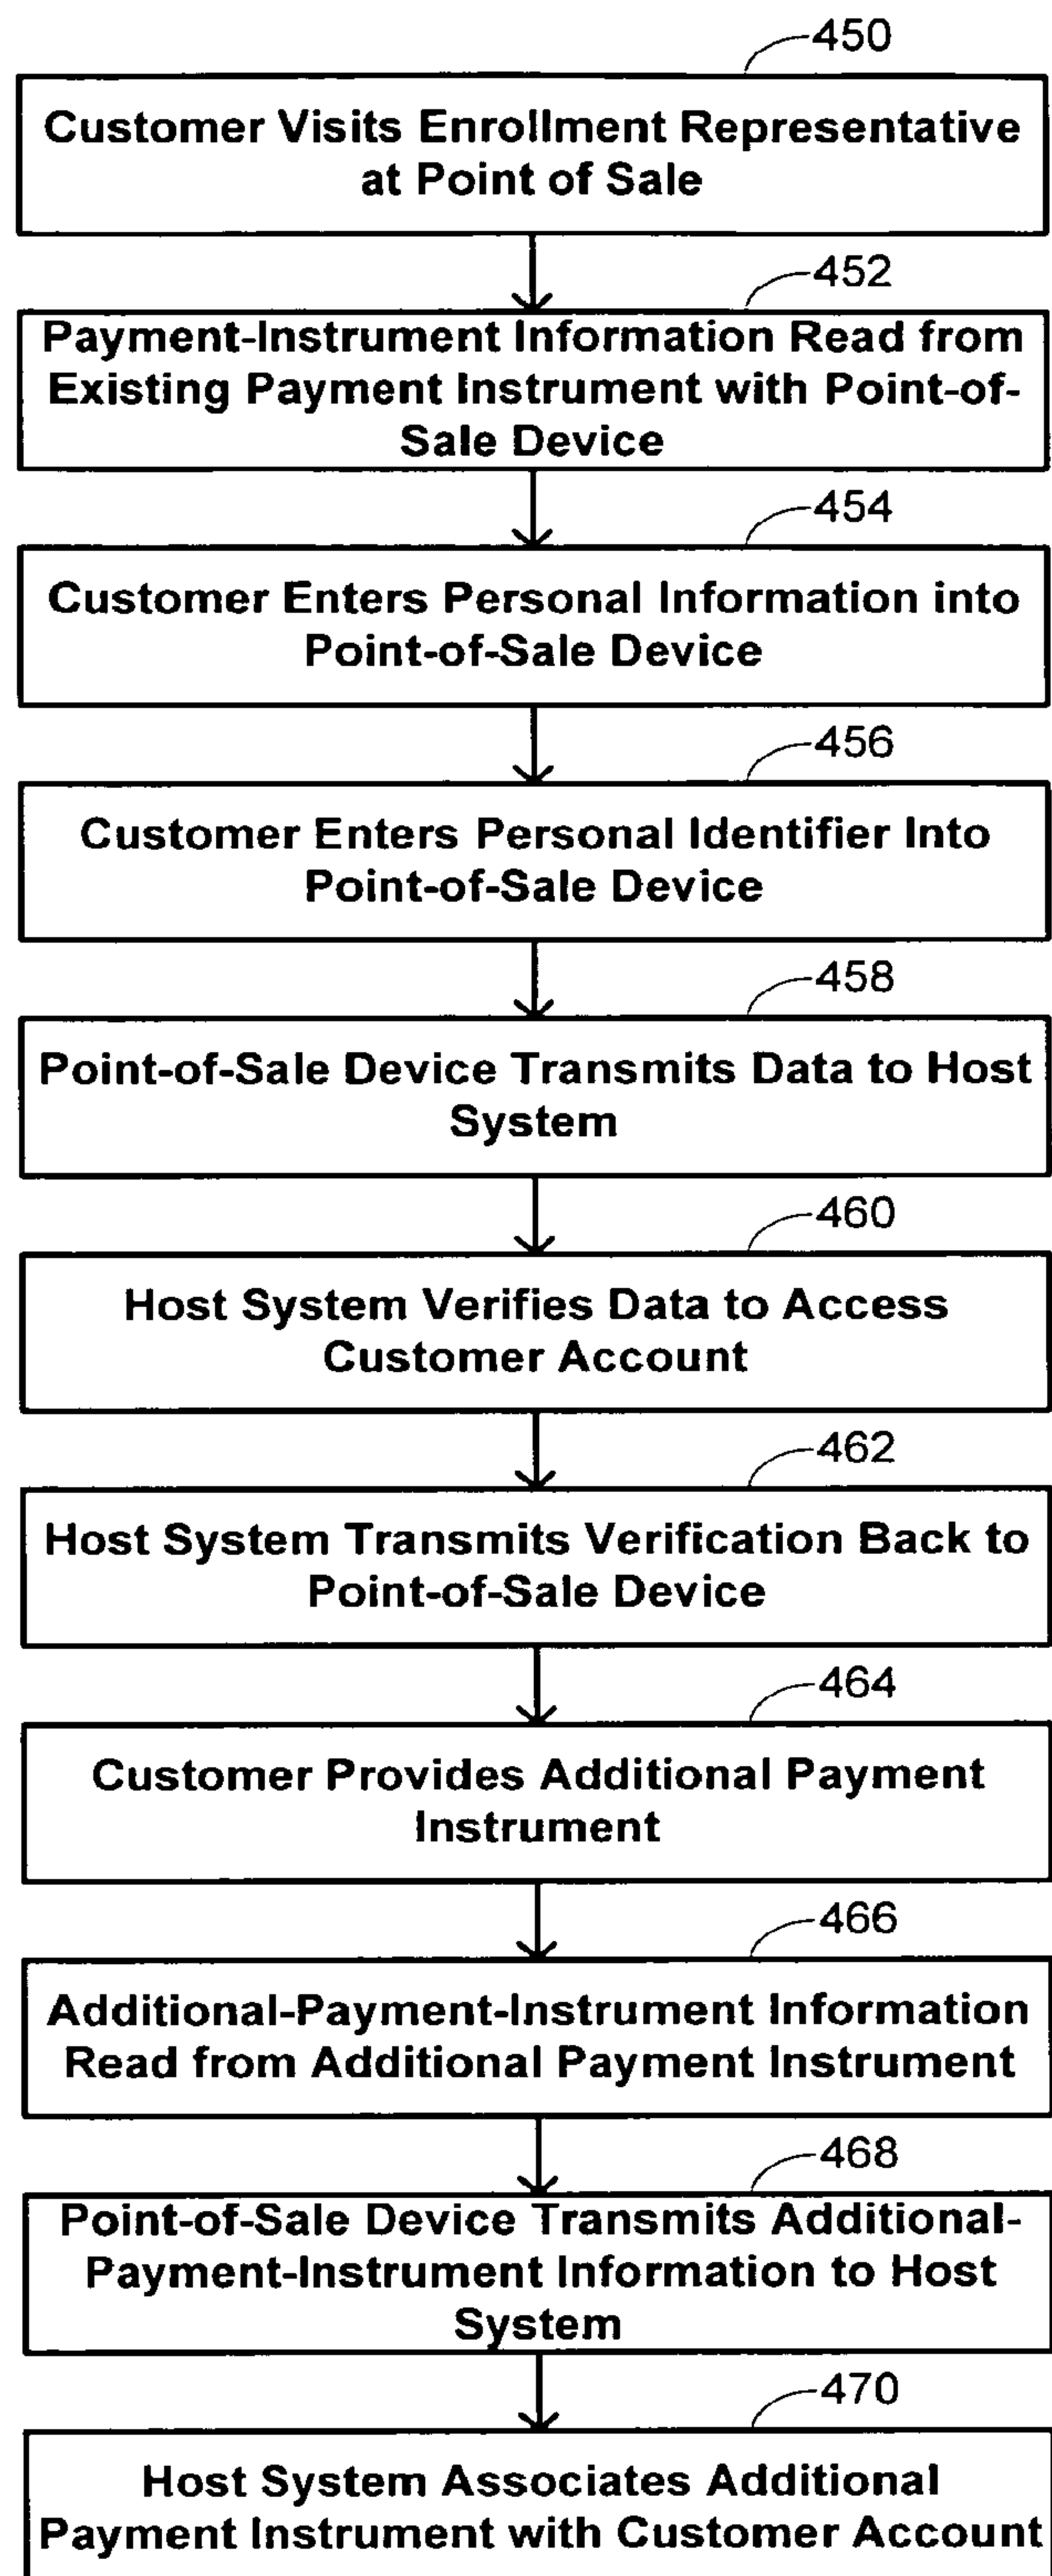 450
Customer Visits Enrollment Representative
at Point of Sale
452
Payment-Instrument Information Read from
Existing Payment Instrument with Point-of-
Sale Device
454
Customer Enters Personal Information into
Point-of-Sale Device
456
Customer Enters Personal Identifier Into
Point-of-Sale Device
458
Point-of-Sale Device Transmits Data to Host
System
460
Host System Verifies Data to Access
Customer Account
462
Host System Transmits Verification Back to
Point-of-Sale Device
464
Customer Provides Additional Payment
Instrument
466
Additional-Payment-Instrument Information
Read from Additional Payment Instrument
468
Point-of-Sale Device Transmits Additional-
Payment-Instrument Information to Host
System
470
Host System Associates Additional
Payment Instrument with Customer Account